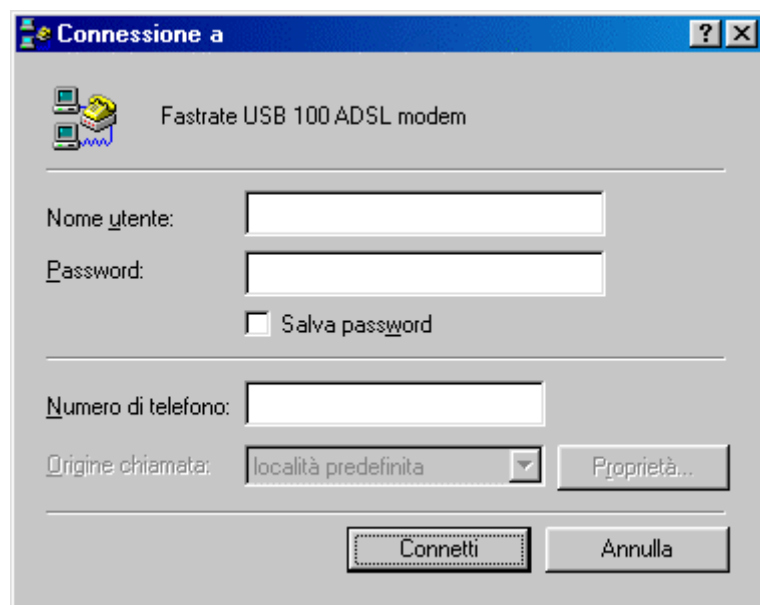 Connessione a
Fastrate USB 100 ADSL modem
Nome utente:
Password:
Salva password
Numero di telefono:
Origine chiamata: località predefinita Proprietà...
Connetti Annulla